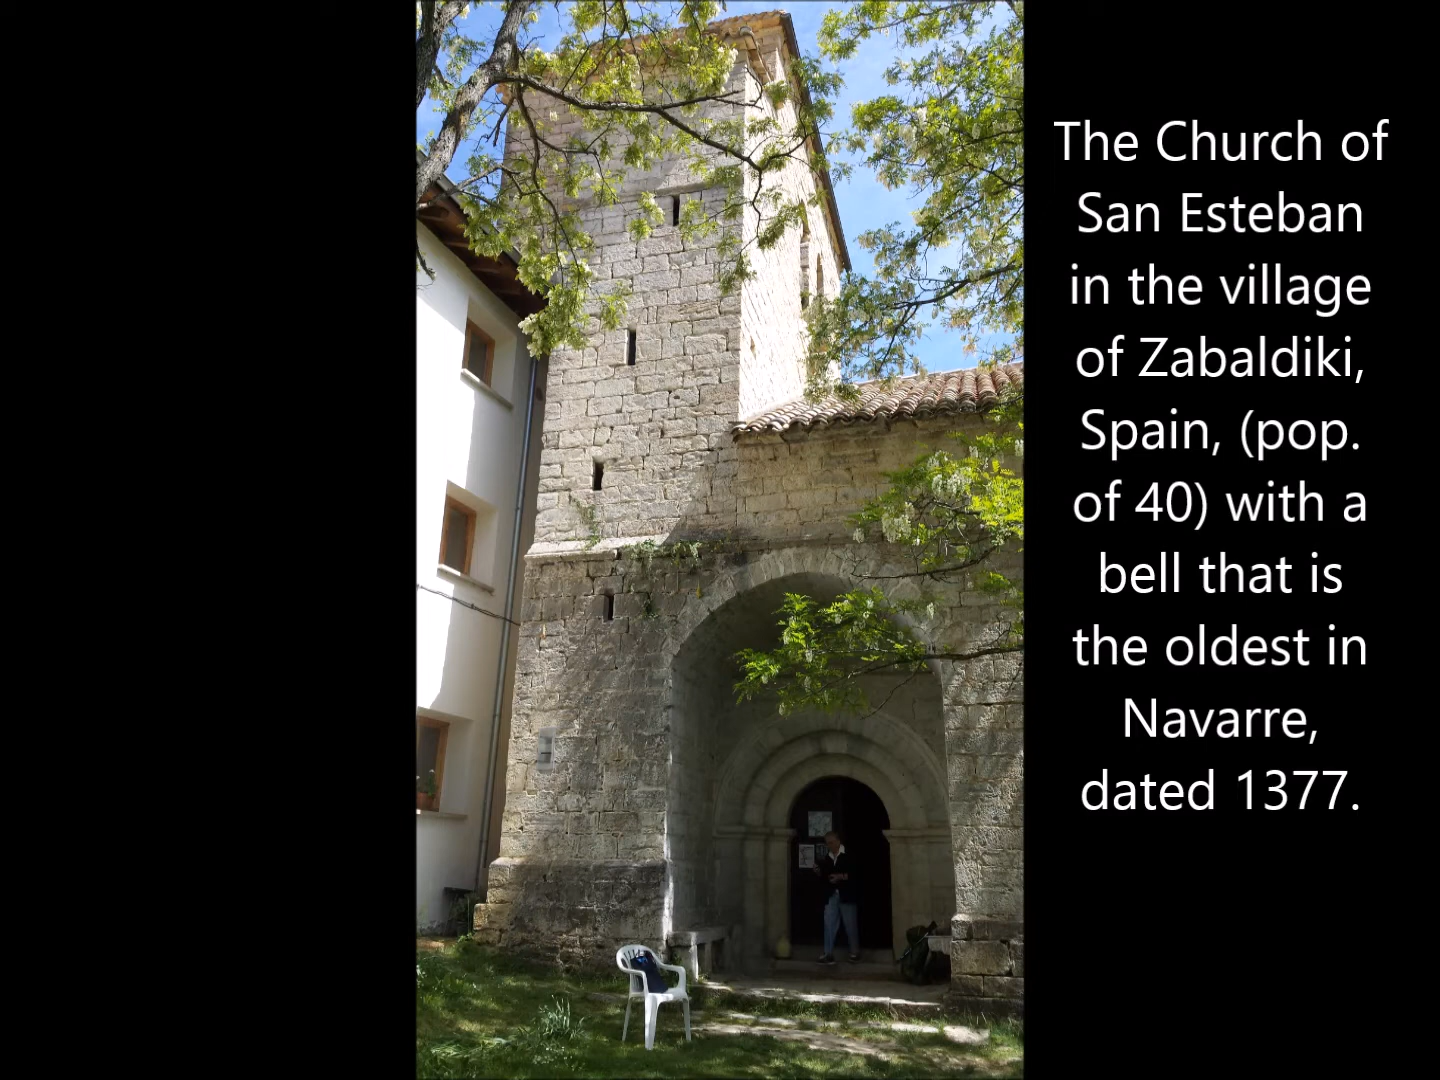 The Church of
San Esteban
in the village
of Zabaldiki,
Spain, (pop.
of 40) with a
bell that is
the oldest in
Navarre,
dated 1377.